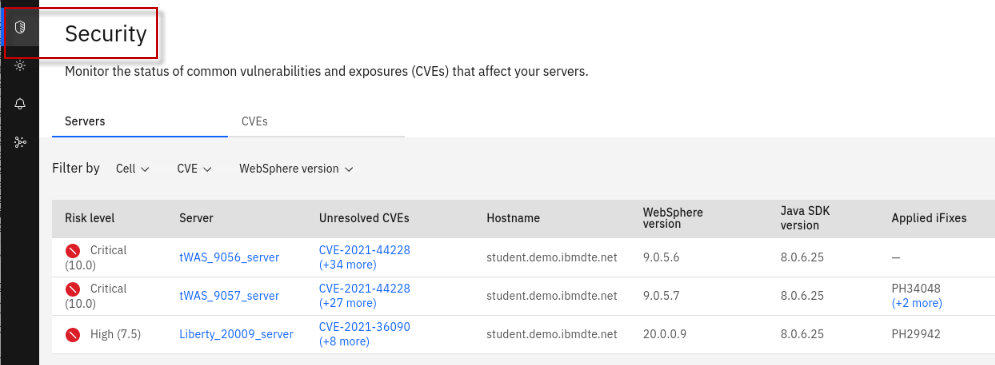 Security
Monitor the status of common vulnerabilities and exposures (CVEs) that affect your servers.
Servers CVEs
Filter by Cell CVE WebSphere version
Risk level Server Unresolved CVEs Hostname WebSphere version Java SDK version Applied iFixes
Critical (10.0) tWAS_9056_server CVE-2021-44228 (+34 more) student.demo.ibmdte.net 9.0.5.6 8.0.6.25 —
Critical (10.0) tWAS_9057_server CVE-2021-44228 (+27 more) student.demo.ibmdte.net 9.0.5.7 8.0.6.25 PH34048 (+2 more)
High (7.5) Liberty_20009_server CVE-2021-36090 (+8 more) student.demo.ibmdte.net 20.0.0.9 8.0.6.25 PH29942